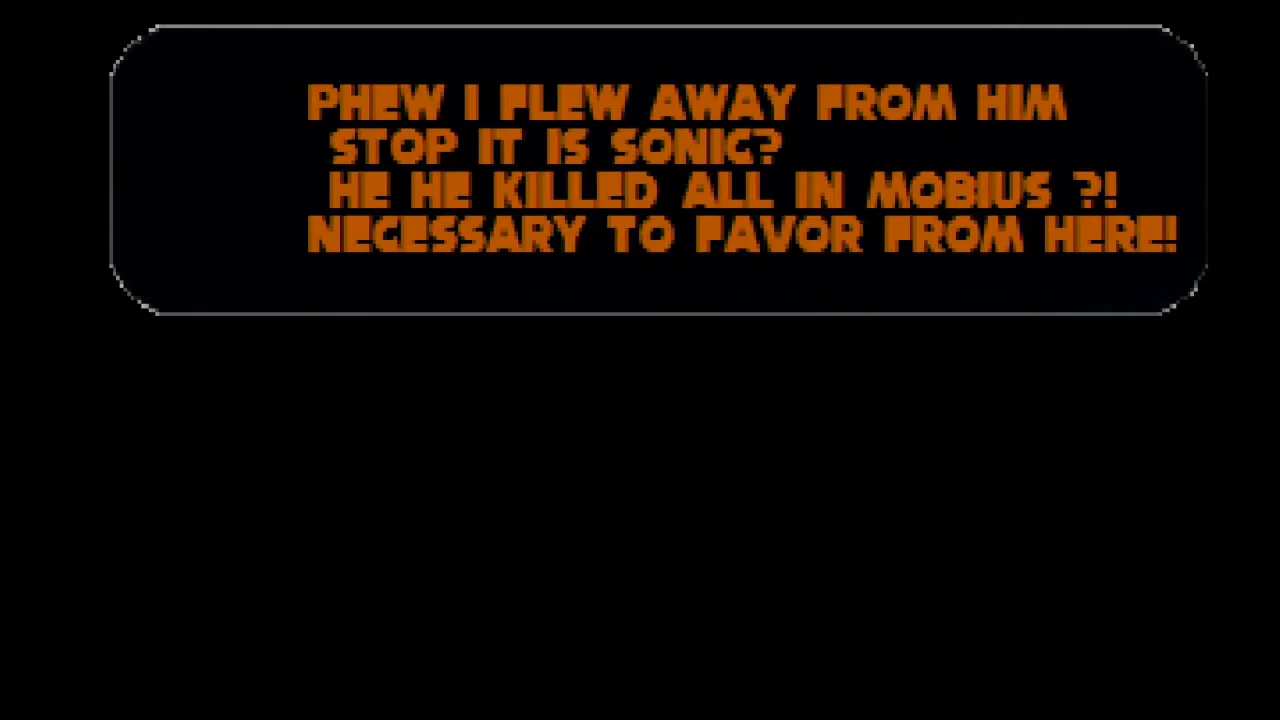 PHEW I FLEW AWAY FROM HIM
STOP IT IS SONIC?
HE HE KILLED ALL IN MOBIUS ?!
NECESSARY TO FAVOR FROM HERE!